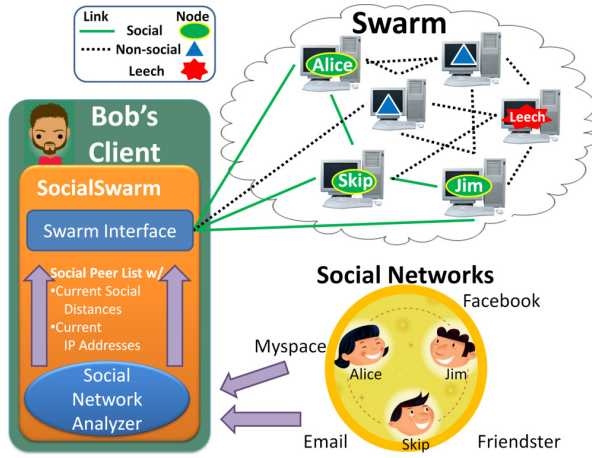 Link Node
Social
Non-social
Leech
Swarm
Alice
Leech
Skip
Jim
Bob's
Client
SocialSwarm
Swarm Interface
Social Peer List w/
•Current Social
Distances
•Current
IP Addresses
Social
Network
Analyzer
Social Networks
Facebook
Myspace
Alice
Jim
Skip
Email
Friendster